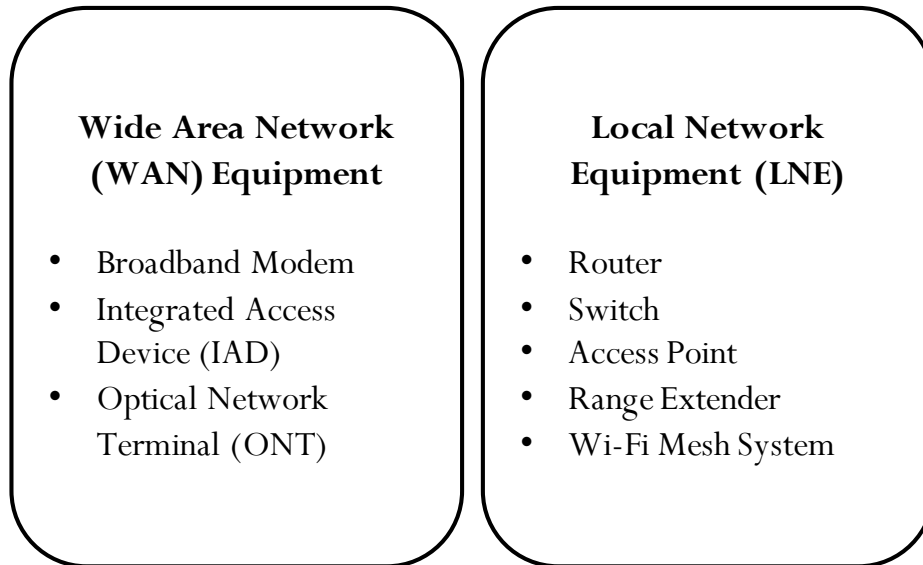 Wide Area Network
(WAN) Equipment
• Broadband Modem
• Integrated Access
Device (IAD)
• Optical Network
Terminal (ONT)
Local Network
Equipment (LNE)
• Router
• Switch
• Access Point
• Range Extender
• Wi-Fi Mesh System